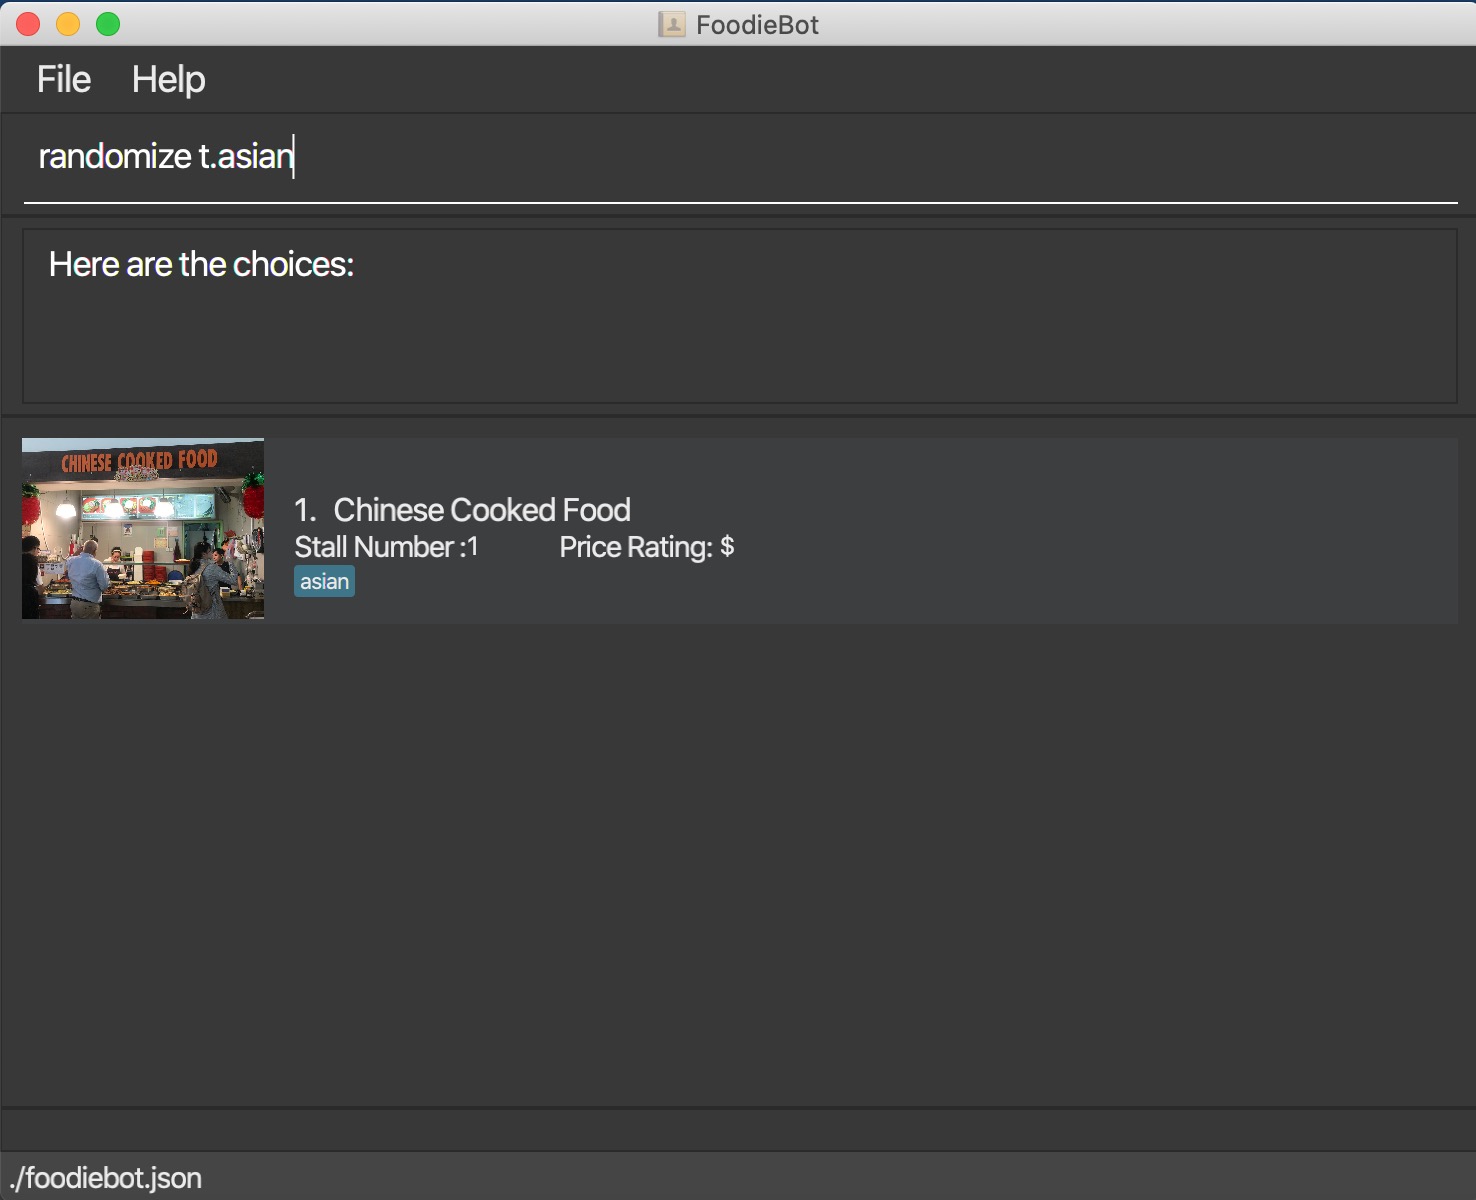 FoodieBot
File Help
randomize t.asian
Here are the choices:
CHINESE COOKED FOOD
1. Chinese Cooked Food
Stall Number :1 Price Rating: $
asian
./foodiebot.json